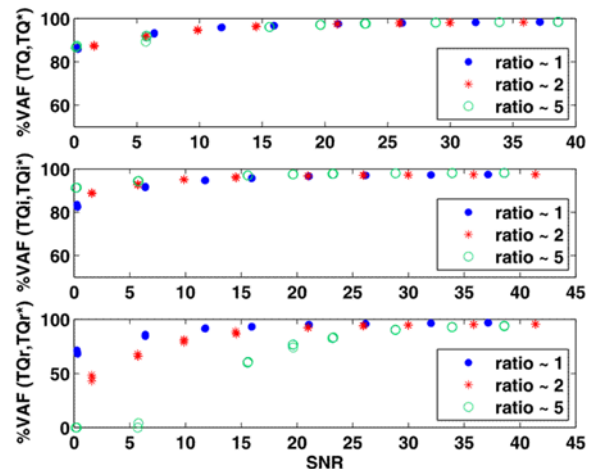 %VAF (TQ,TQ*)
100
80
60
50
0 5 10 15 20 25 30 35 40
ratio ~ 1
ratio ~ 2
ratio ~ 5
%VAF (TQi,TQi*)
100
80
60
50
0 5 10 15 20 25 30 35 40 45
ratio ~ 1
ratio ~ 2
ratio ~ 5
%VAF (TQr,TQr*)
100
50
0
0 5 10 15 20 25 30 35 40 45
ratio ~ 1
ratio ~ 2
ratio ~ 5
SNR